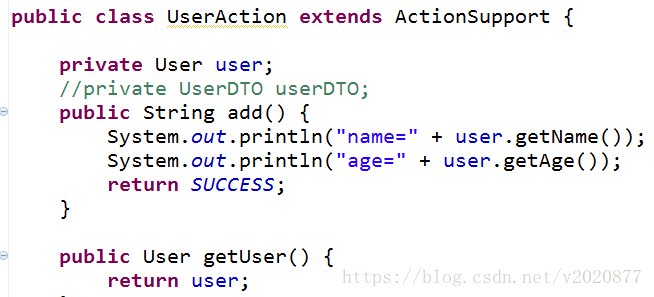 public class UserAction extends ActionSupport {
private User user;
//private UserDTO userDTO;
public String add() {
System.out.println("name=" + user.getName());
System.out.println("age=" + user.getAge());
return SUCCESS;
}
public User getUser() {
return user;
https://blog.csdn.net/v2020877